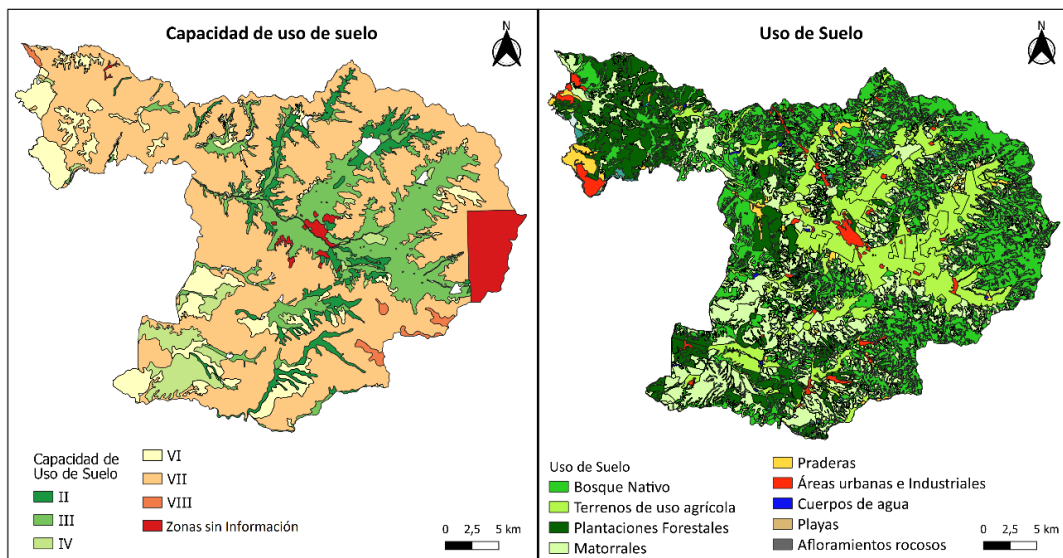 Capacidad de uso de suelo
N
Capacidad de
Uso de Suelo
II
III
IV
VI
VII
VIII
Zonas sin Información
0 2,5 5 km
Uso de Suelo
N
Uso de Suelo
Bosque Nativo
Terrenos de uso agrícola
Plantaciones Forestales
Matorrales
Praderas
Áreas urbanas e Industriales
Cuerpos de agua
Playas
Afloramientos rocosos
0 2,5 5 km